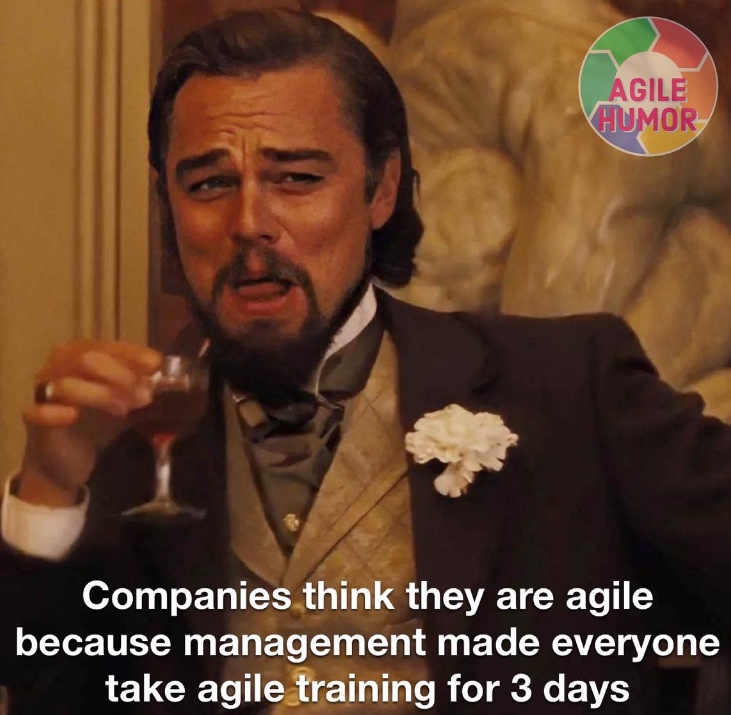 AGILE
HUMOR
Companies think they are agile
because management made everyone
take agile training for 3 days